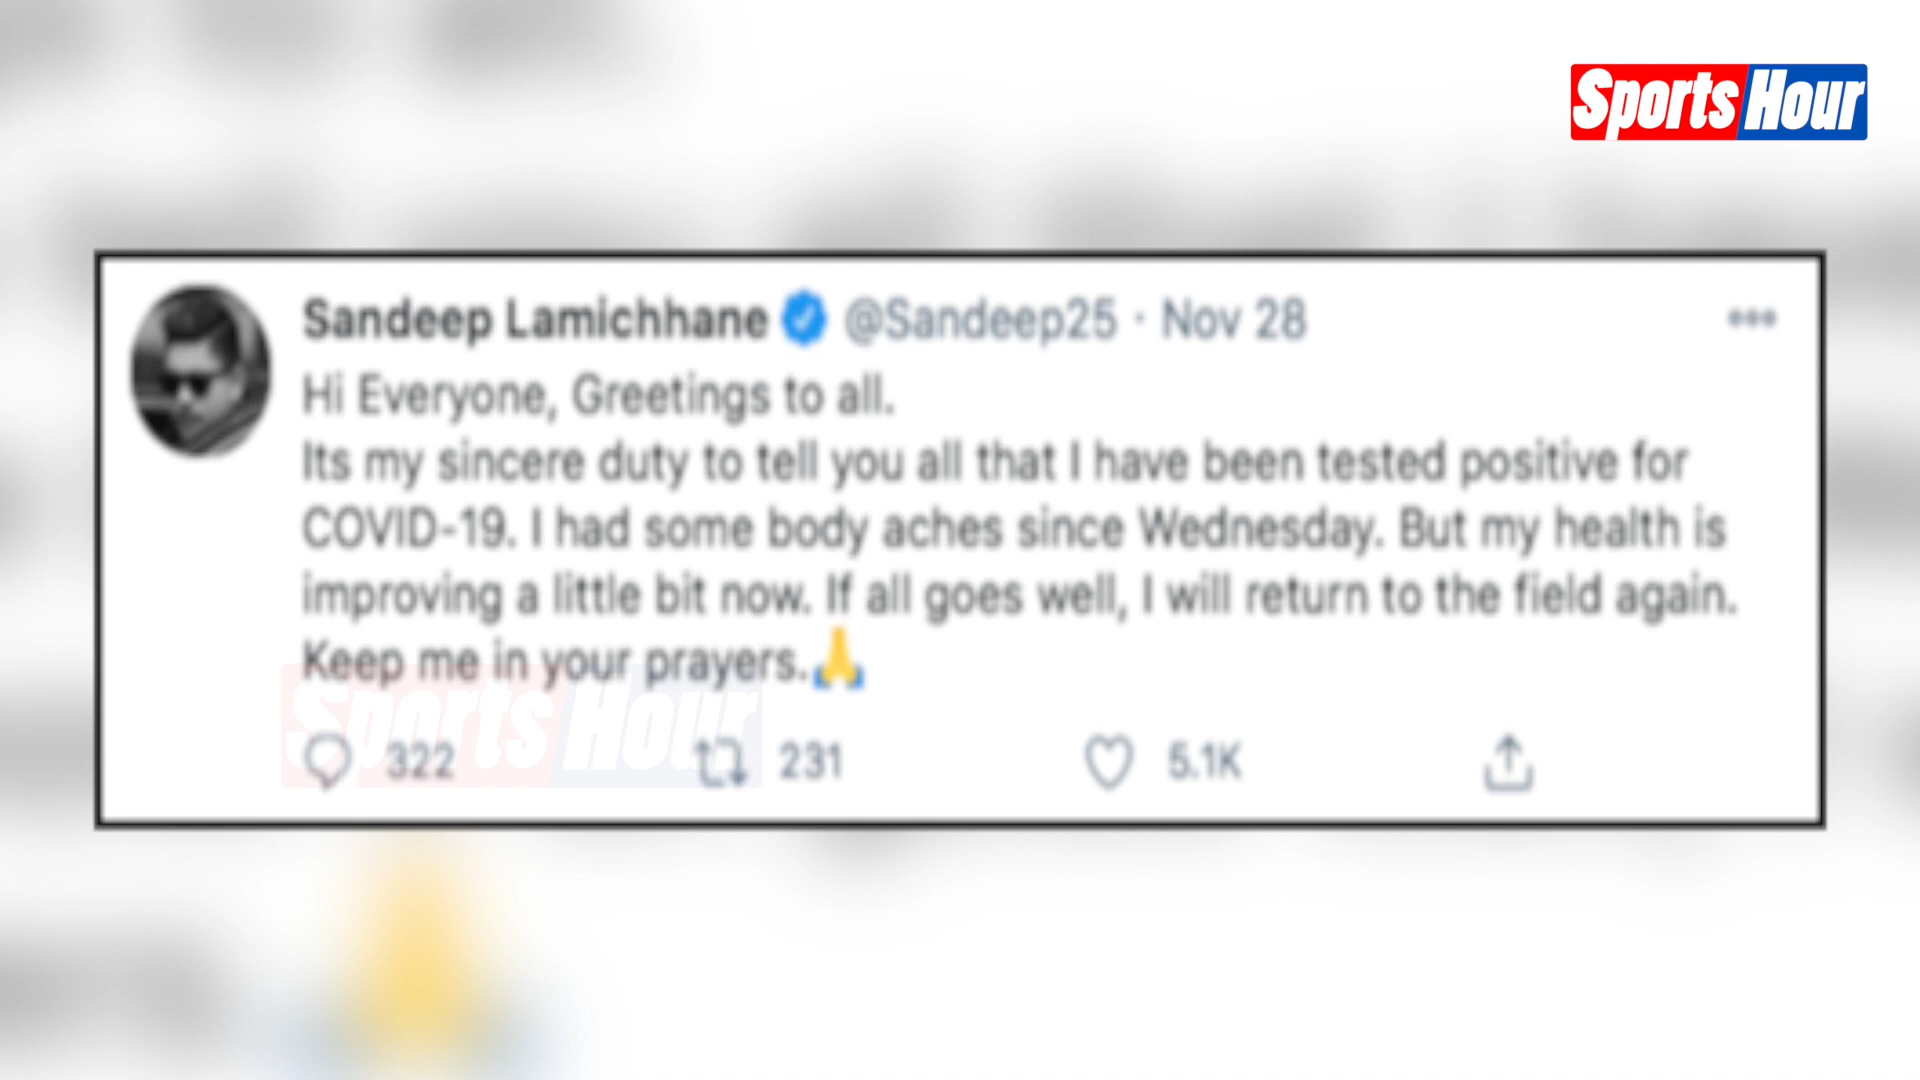 Sports Hour
Sandeep Lamichhane @Sandeep25 · Nov 28
Hi Everyone, Greetings to all.
Its my sincere duty to tell you all that I have been tested positive for
COVID-19. I had some body aches since Wednesday. But my health is
improving a little bit now. If all goes well, I will return to the field again.
Keep me in your prayers.🙏
Sports Hour
322 231 5.1K